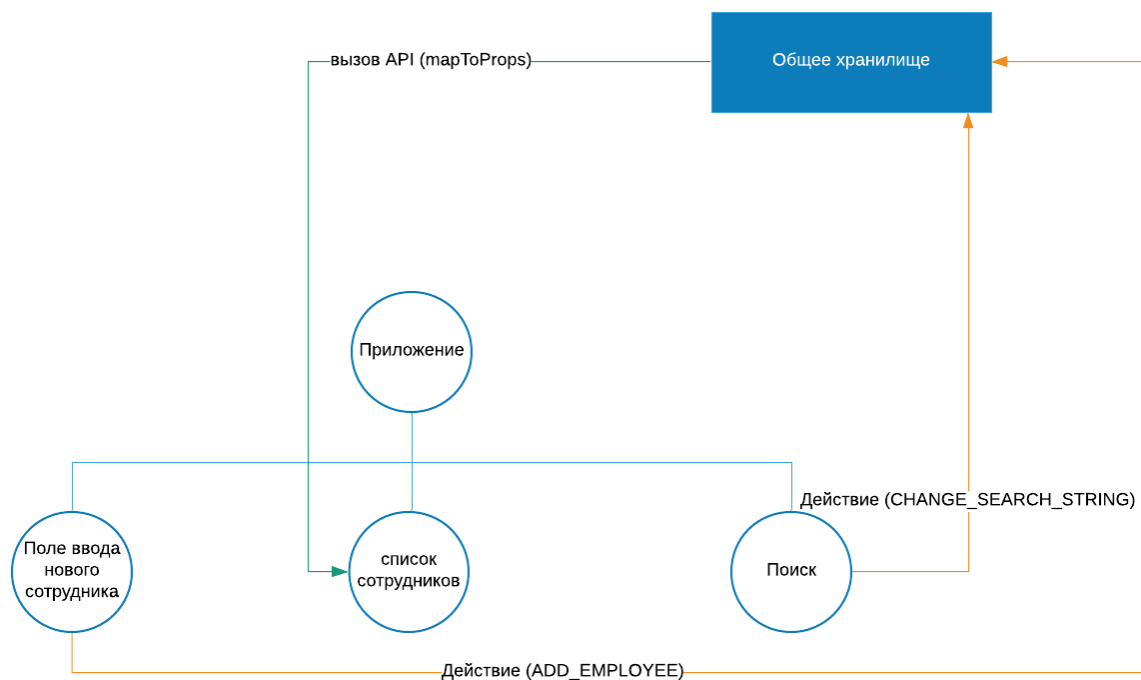 вызов API (mapToProps)
Общее хранилище
Приложение
Действие (CHANGE_SEARCH_STRING)
Поле ввода
нового
сотрудника
список
сотрудников
Поиск
Действие (ADD_EMPLOYEE)